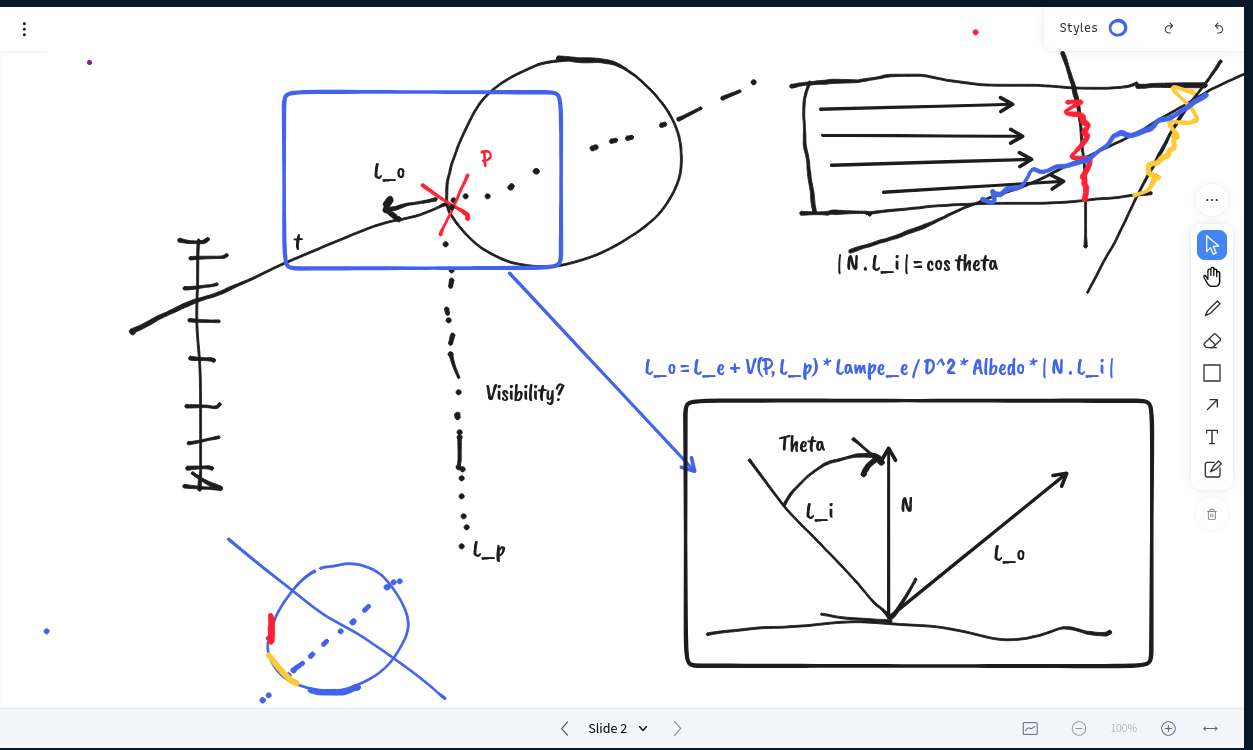 Styles
L_o
P
t
|N.L_i|= cos theta
L_o = L_e + V(P, L_p) * Lampe_e / D^2 * Albedo * | N . L_i |
Visibility?
Theta
L_i
N
L_o
L_p
Slide 2
100%